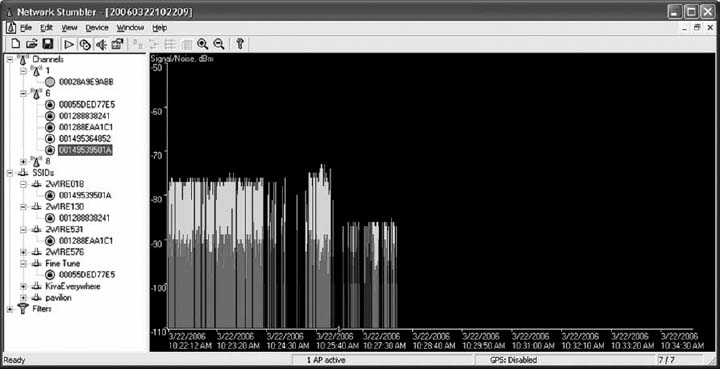 Network Stumbler - [20060322102209]
File Edit View Device Window Help
Channels
1
00028A9E9ABB
6
00055DED77E5
001288838241
001288EAA1C1
001495364852
00149539501A
8
SSIDs
2WIRE018
00149539501A
2WIRE130
001288838241
2WIRE531
001288EAA1C1
2WIRE576
Fine Tune
00055DED77E5
KivaEverywhere
pavilion
Filters
Signal/Noise, dBm
-50
-60
-70
-80
-90
-100
-110
3/22/2006 3/22/2006 3/22/2006 3/22/2006 3/22/2006 3/22/2006 3/22/2006 3/22/2006 3/22/2006 3/22/2006 3/22/2006
10:22:12 AM 10:23:20 AM 10:24:30 AM 10:25:40 AM 10:27:30 AM 10:28:40 AM 10:29:50 AM 10:31:00 AM 10:32:10 AM 10:33:20 AM 10:34:30 AM
Ready 1 AP active GPS: Disabled 7 / 7